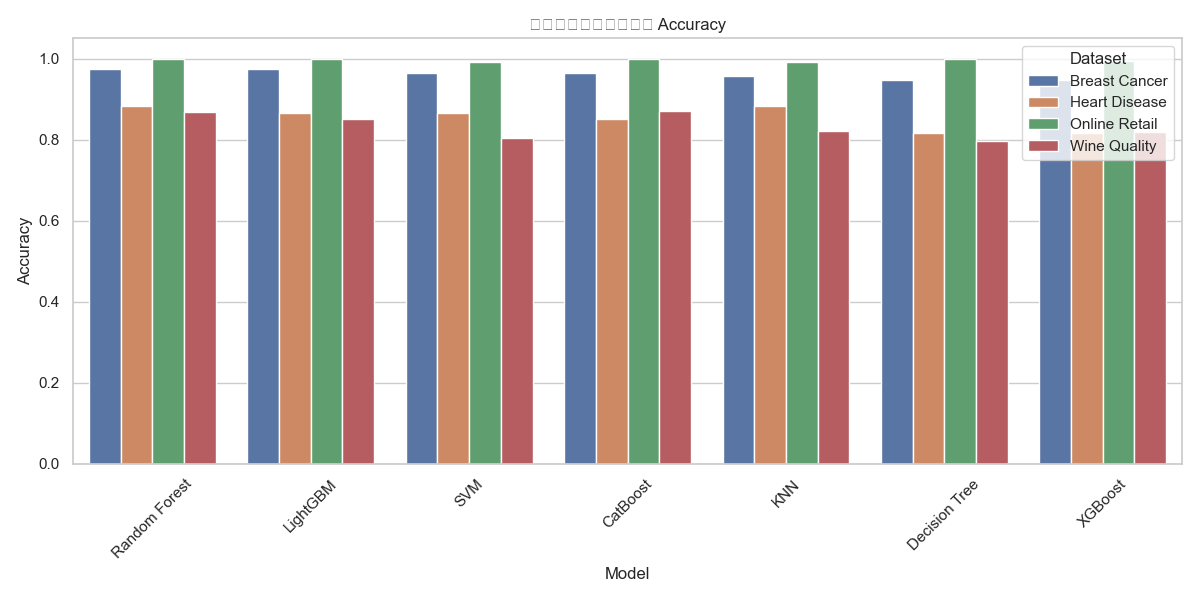 Accuracy
Dataset
Breast Cancer
Heart Disease
Online Retail
Wine Quality
1.0
0.8
0.6
0.4
0.2
0.0
Accuracy
Random Forest
LightGBM
SVM
CatBoost
KNN
Decision Tree
XGBoost
Model